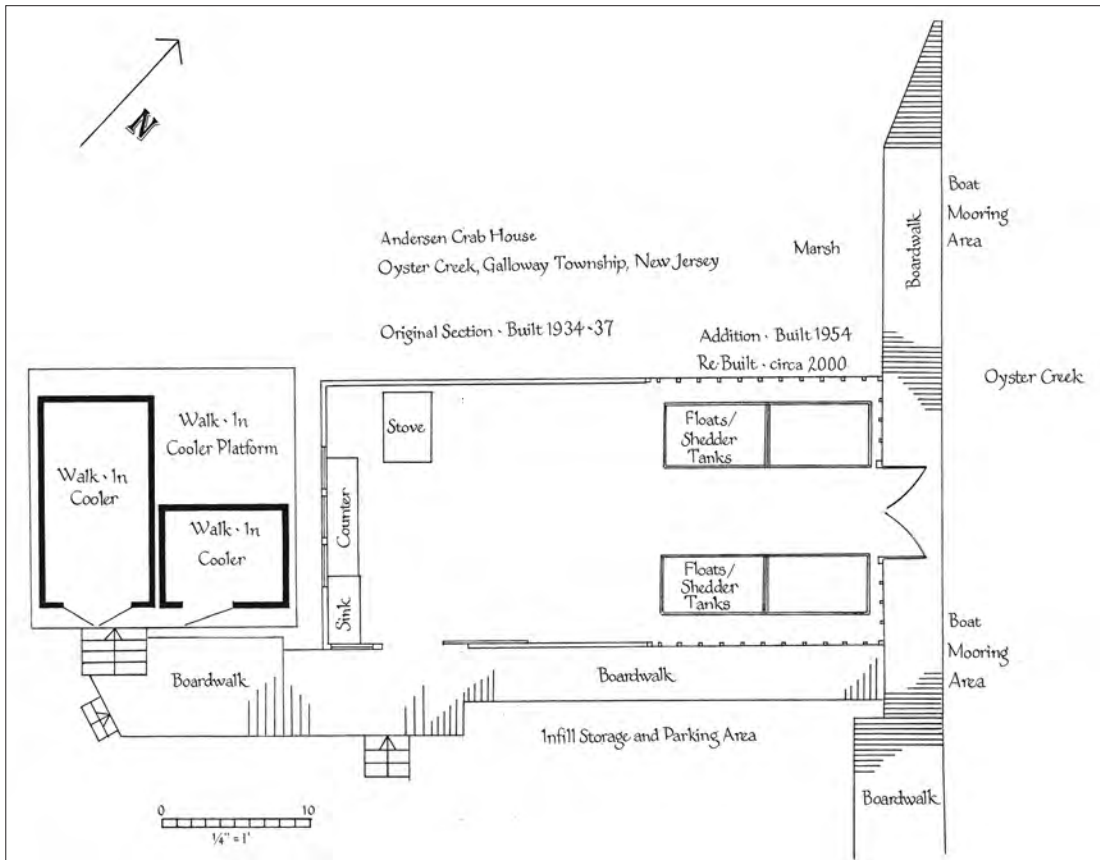 N
Andersen Crab House
Oyster Creek, Galloway Township, New Jersey
Original Section · Built 1934-37
Addition · Built 1954
Re·Built · circa 2000
Marsh
Boardwalk
Boat
Mooring
Area
Oyster Creek
Walk·In
Cooler
Walk·In
Cooler Platform
Walk·In
Cooler
Stove
Counter
Sink
Floats/
Shedder
Tanks
Floats/
Shedder
Tanks
Boat
Mooring
Area
Boardwalk
Boardwalk
Infill Storage and Parking Area
Boardwalk
0 10
1/4" = 1'